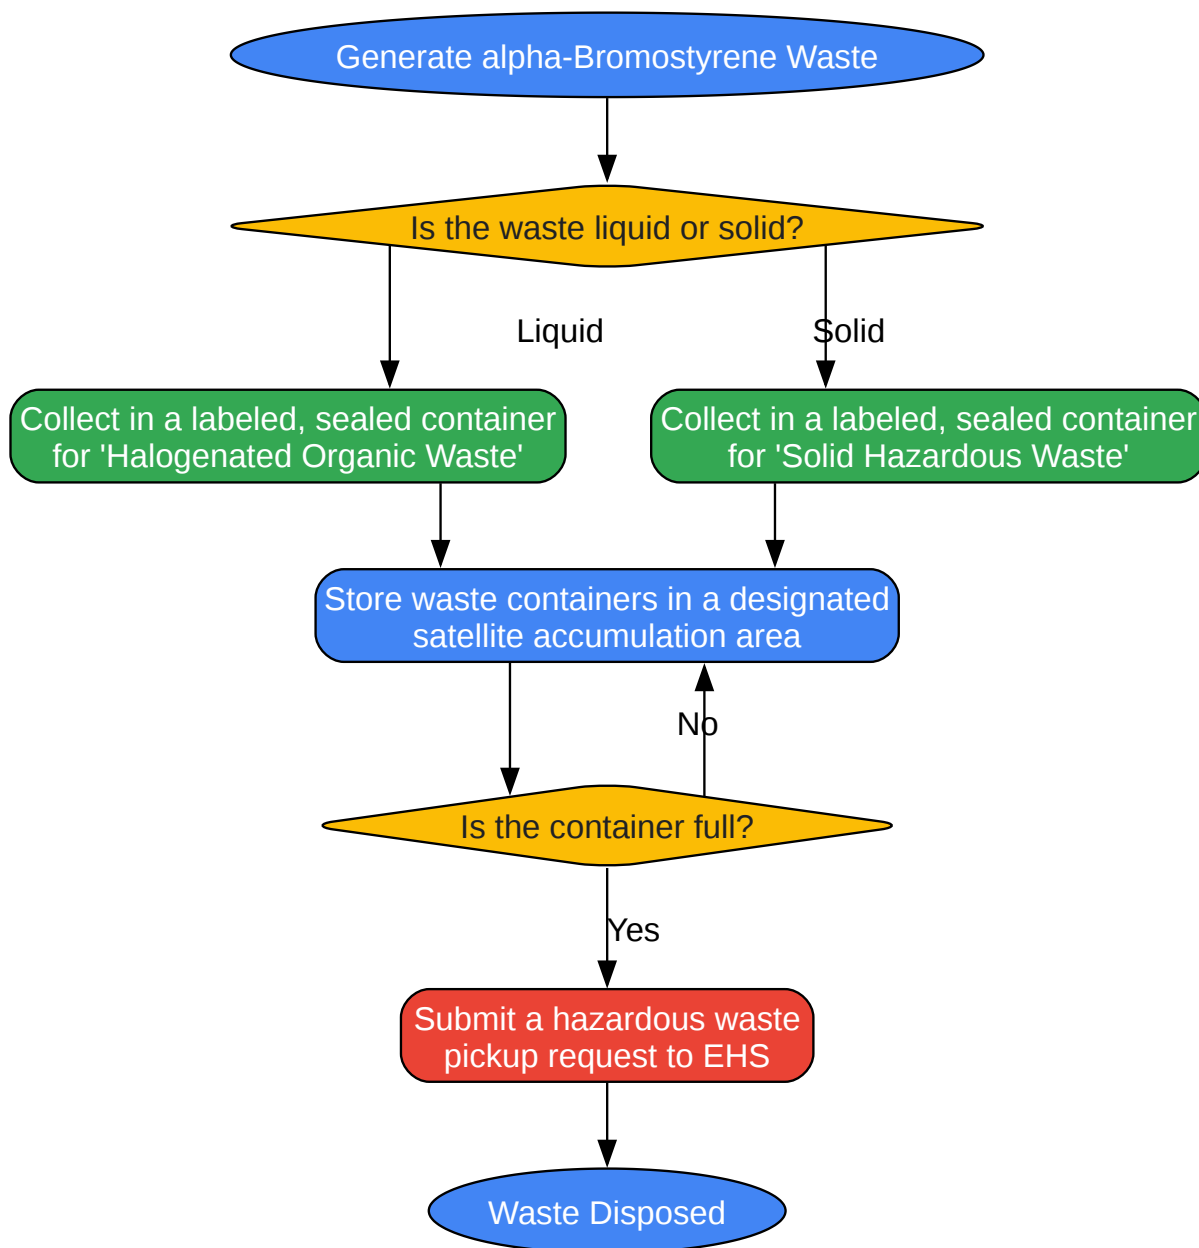 Generate alpha-Bromostyrene Waste
Is the waste liquid or solid?
Liquid
Solid
Collect in a labeled, sealed container
for 'Halogenated Organic Waste'
Collect in a labeled, sealed container
for 'Solid Hazardous Waste'
Store waste containers in a designated
satellite accumulation area
No
Is the container full?
Yes
Submit a hazardous waste
pickup request to EHS
Waste Disposed